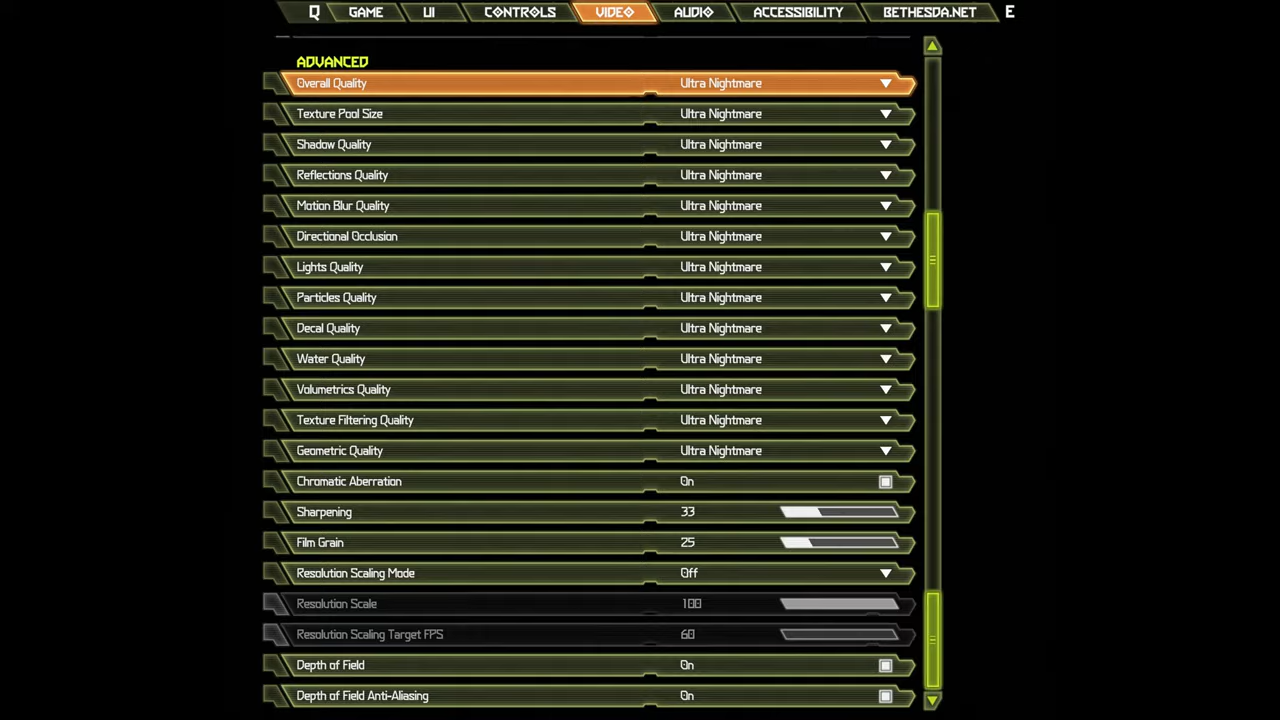 Q GAME UI CONTROLS VIDEO AUDIO ACCESSIBILITY BETHESDA.NET E
ADVANCED
Overall Quality Ultra Nightmare
Texture Pool Size Ultra Nightmare
Shadow Quality Ultra Nightmare
Reflections Quality Ultra Nightmare
Motion Blur Quality Ultra Nightmare
Directional Occlusion Ultra Nightmare
Lights Quality Ultra Nightmare
Particles Quality Ultra Nightmare
Decal Quality Ultra Nightmare
Water Quality Ultra Nightmare
Volumetrics Quality Ultra Nightmare
Texture Filtering Quality Ultra Nightmare
Geometric Quality Ultra Nightmare
Chromatic Aberration On
Sharpening 33
Film Grain 25
Resolution Scaling Mode Off
Resolution Scale 100
Resolution Scaling Target FPS 60
Depth of Field On
Depth of Field Anti-Aliasing On